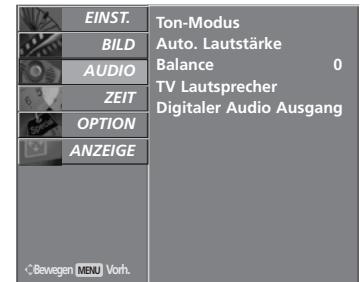 EINST.
BILD
AUDIO
ZEIT
OPTION
ANZEIGE
Bewegen MENU Vorh.
Ton-Modus
Auto. Lautstärke
Balance 0
TV Lautsprecher
Digitaler Audio Ausgang